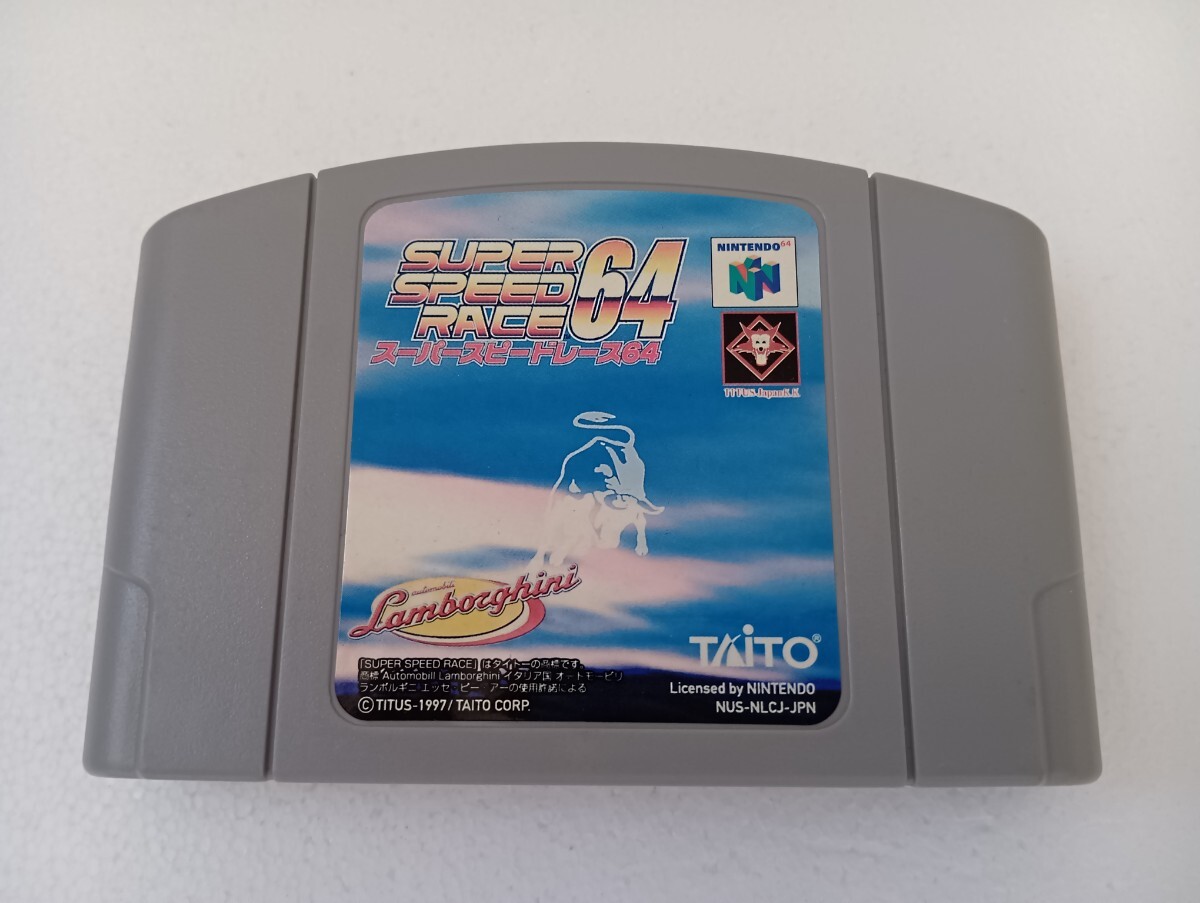 SUPER
SPEED
RACE 64
スーパースピードレース64
NINTENDO 64
TITUS Japan K.K.
automobili
Lamborghini
「SUPER SPEED RACE」はタイトーの商標です。
商標 Automobili Lamborghini イタリア国 オートモービリ
ランボルギニ エッセ ピー アーの使用許諾による
©TITUS-1997/ TAITO CORP.
TAITO®
Licensed by NINTENDO
NUS-NLCJ-JPN